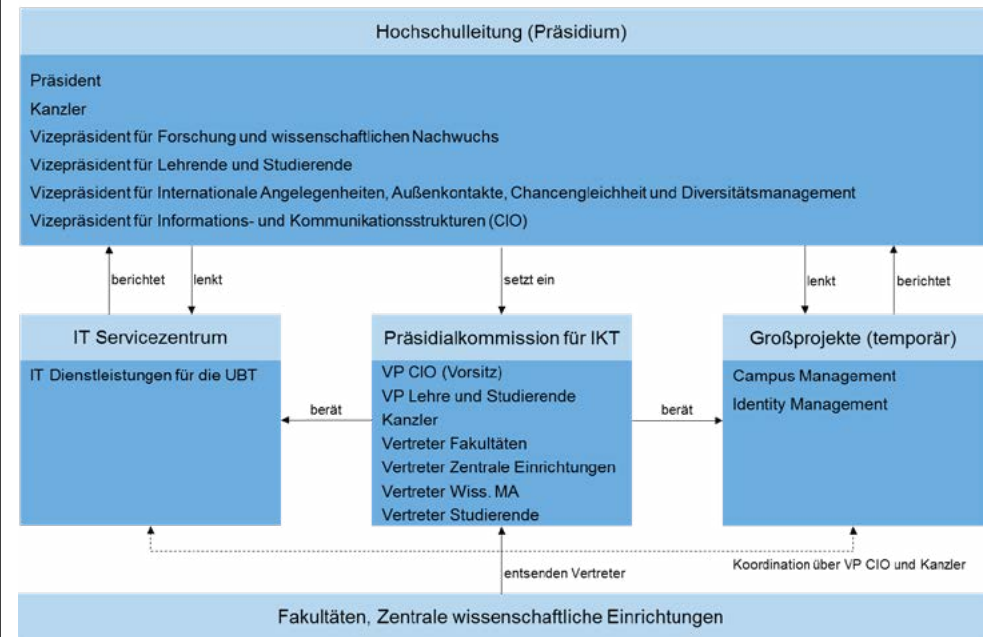 Hochschulleitung (Präsidium)
Präsident
Kanzler
Vizepräsident für Forschung und wissenschaftlichen Nachwuchs
Vizepräsident für Lehrende und Studierende
Vizepräsident für Internationale Angelegenheiten, Außenkontakte, Chancengleichheit und Diversitätsmanagement
Vizepräsident für Informations- und Kommunikationsstrukturen (CIO)
berichtet
lenkt
setzt ein
lenkt
berichtet
IT Servicezentrum
IT Dienstleistungen für die UBT
berät
Präsidialkommission für IKT
VP CIO (Vorsitz)
VP Lehre und Studierende
Kanzler
Vertreter Fakultäten
Vertreter Zentrale Einrichtungen
Vertreter Wiss. MA
Vertreter Studierende
berät
Großprojekte (temporär)
Campus Management
Identity Management
Koordination über VP CIO und Kanzler
entsenden Vertreter
Fakultäten, Zentrale wissenschaftliche Einrichtungen